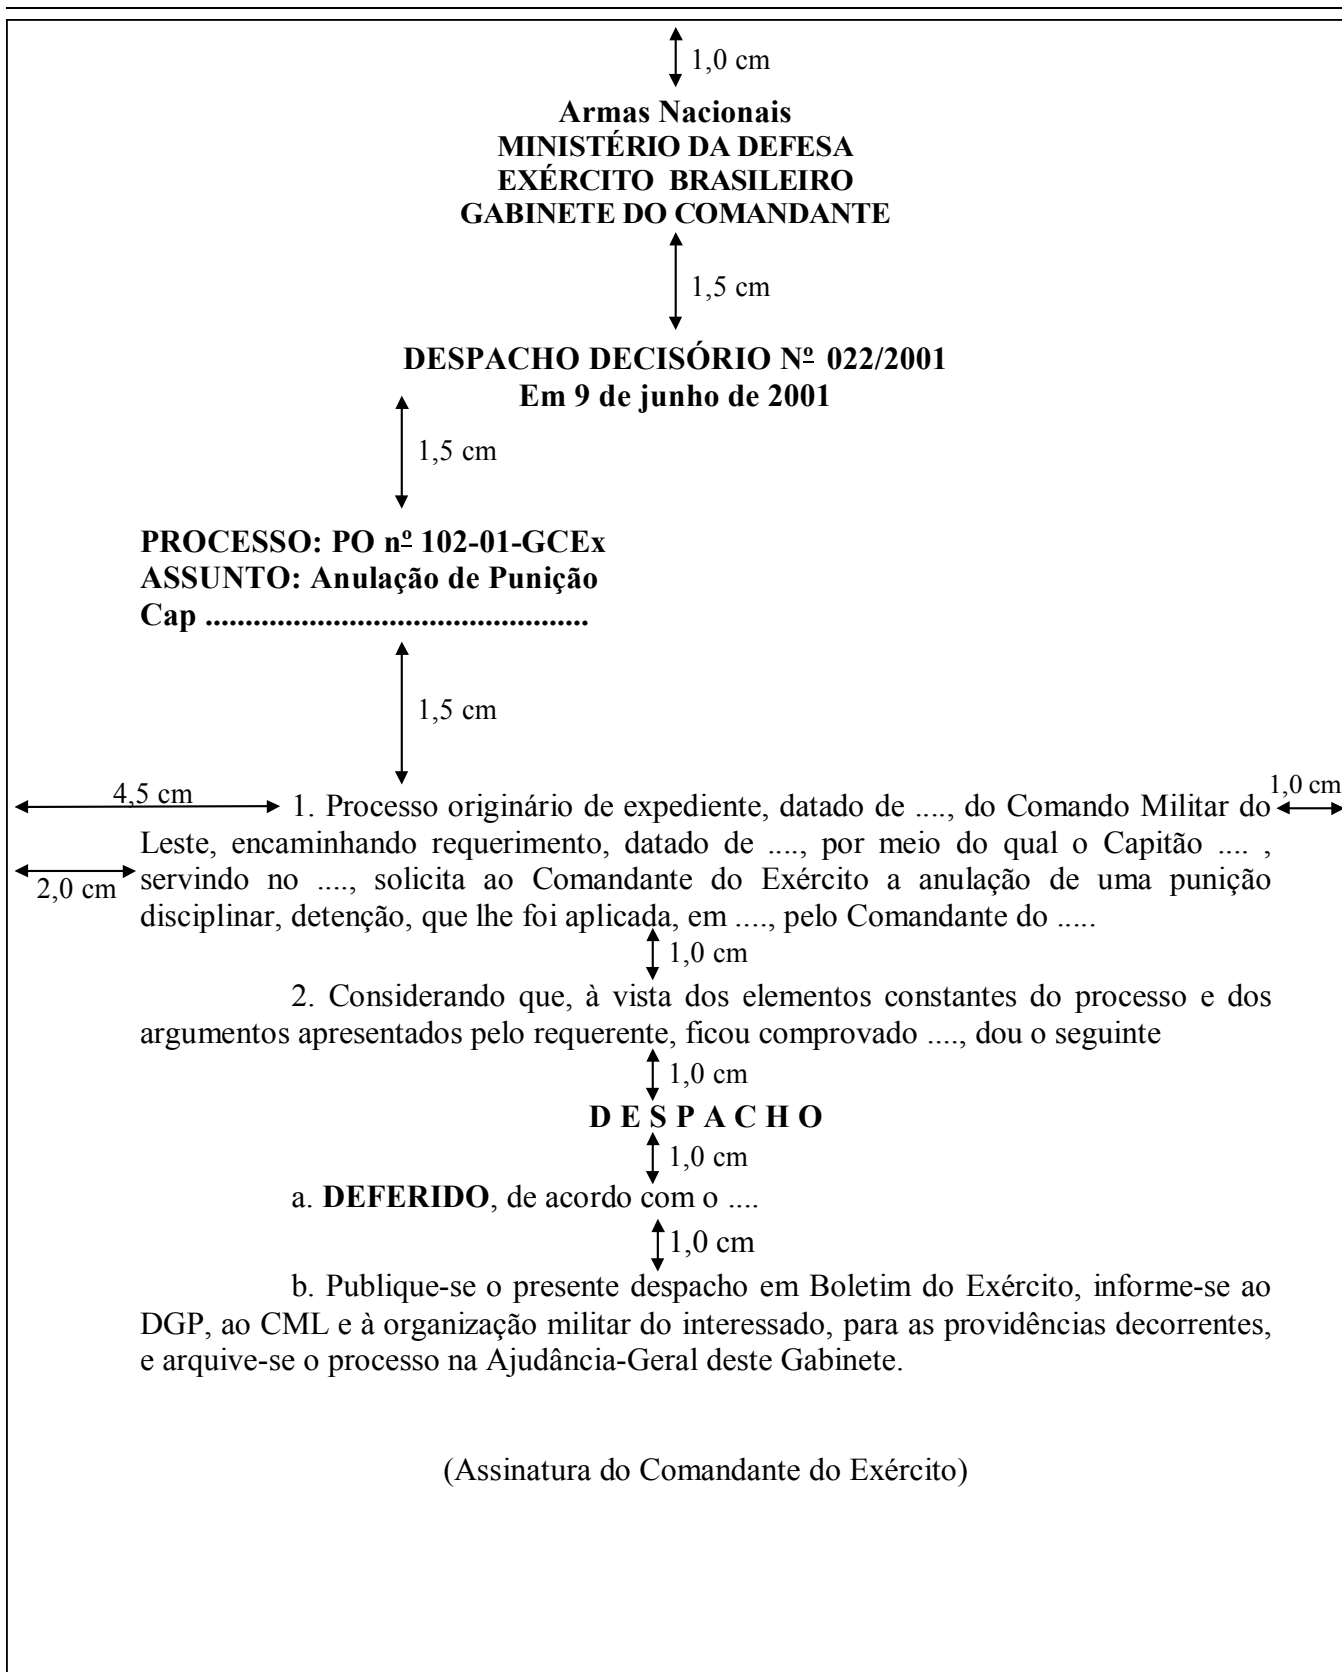 1,0 cm
Armas Nacionais
MINISTÉRIO DA DEFESA
EXÉRCITO BRASILEIRO
GABINETE DO COMANDANTE
1,5 cm
DESPACHO DECISÓRIO Nº 022/2001
Em 9 de junho de 2001
1,5 cm
PROCESSO: PO nº 102-01-GCEx
ASSUNTO: Anulação de Punição
Cap ................................................
1,5 cm
4,5 cm
1. Processo originário de expediente, datado de ...., do Comando Militar do
1,0 cm
Leste, encaminhando requerimento, datado de ...., por meio do qual o Capitão .... ,
2,0 cm
servindo no ...., solicita ao Comandante do Exército a anulação de uma punição
disciplinar, detenção, que lhe foi aplicada, em ...., pelo Comandante do .....
1,0 cm
2. Considerando que, à vista dos elementos constantes do processo e dos
argumentos apresentados pelo requerente, ficou comprovado ...., dou o seguinte
1,0 cm
D E S P A C H O
1,0 cm
a. DEFERIDO, de acordo com o ....
1,0 cm
b. Publique-se o presente despacho em Boletim do Exército, informe-se ao
DGP, ao CML e à organização militar do interessado, para as providências decorrentes,
e arquive-se o processo na Ajudância-Geral deste Gabinete.
(Assinatura do Comandante do Exército)